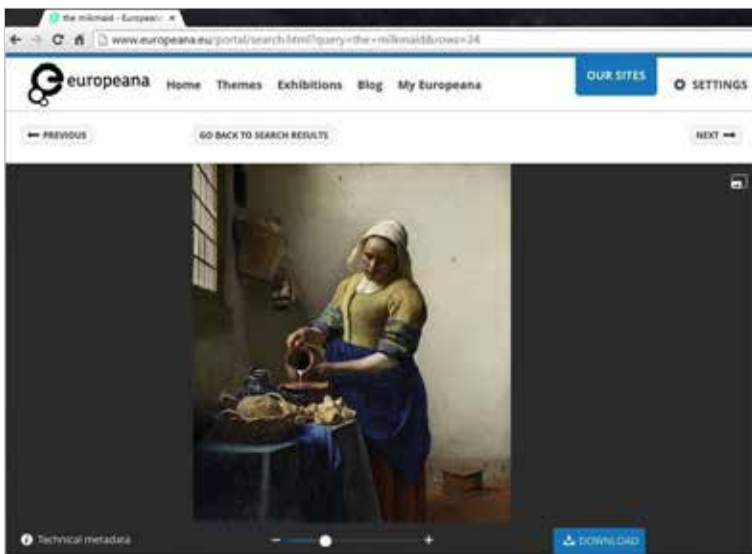 the milkmaid - Europeana
www.europeana.eu/portal/search.html?query=the+milkmaid&rows=24
europeana
Home Themes Exhibitions Blog My Europeana
OUR SITES
SETTINGS
PREVIOUS
GO BACK TO SEARCH RESULTS
NEXT
Technical metadata
DOWNLOAD